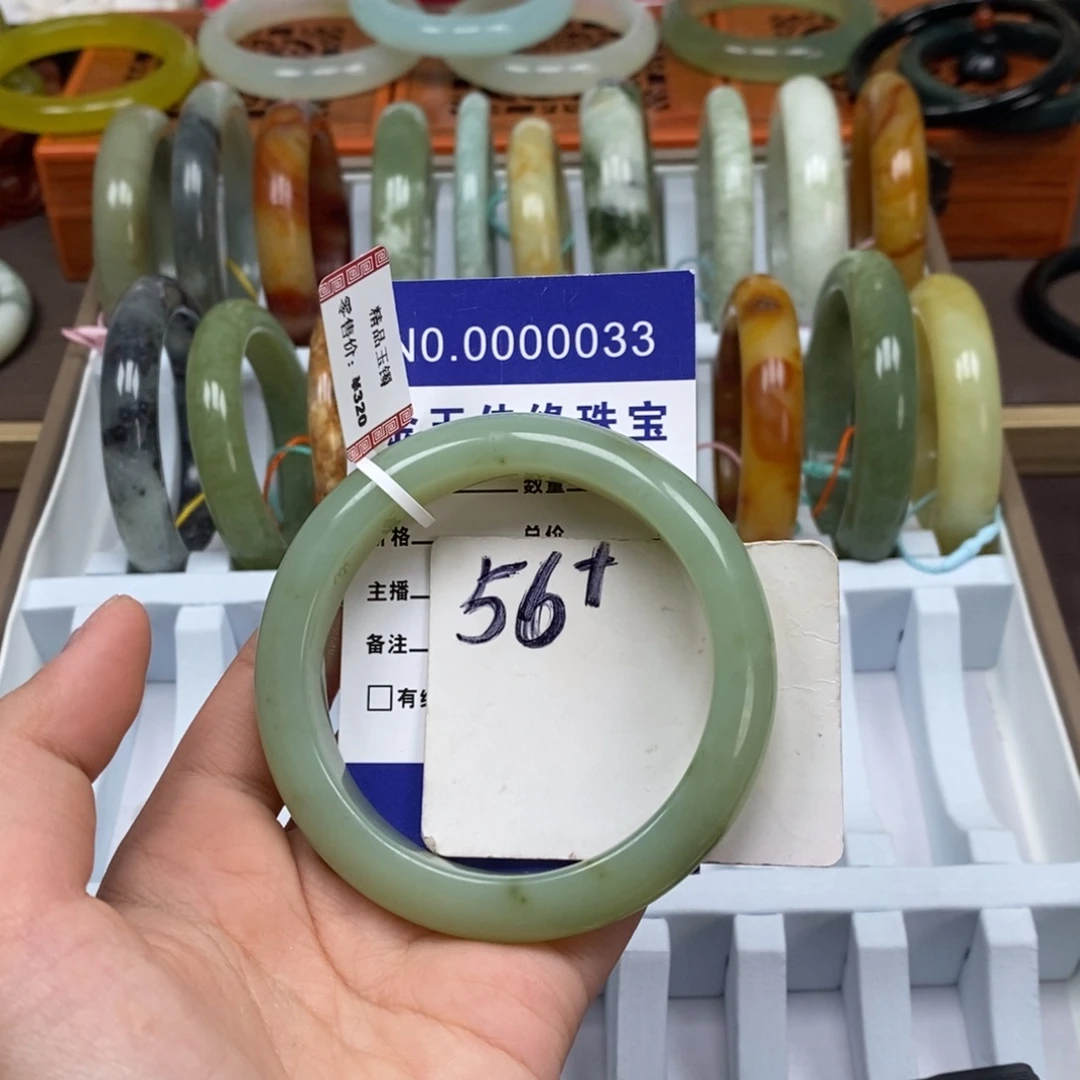 精品玉镯
零售价：¥320
NO.0000033
珠宝
数量
格
总价
主播
备注
有
56+